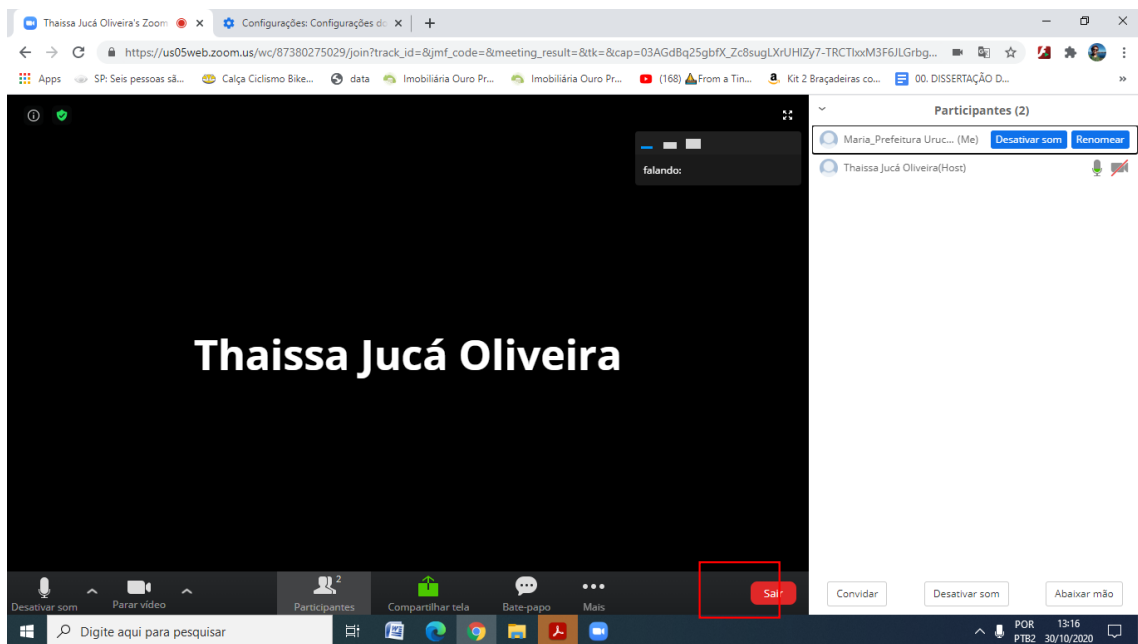 Thaissa Jucá Oliveira's Zoom
Configurações: Configurações do
https://us05web.zoom.us/wc/87380275029/join?track_id=&jmf_code=&meeting_result=&tk=&cap=03AGdBq25gbfX_Zc8sugLXrUHlZy7-TRCTlxxM3F6JLGrbg...
Apps SP: Seis pessoas sã... Calça Ciclismo Bike... data Imobiliária Ouro Pr... Imobiliária Ouro Pr... (168) From a Tin... Kit 2 Braçadeiras co... 00. DISSERTAÇÃO D... »
Participantes (2)
Maria_Prefeitura Uruc... (Me) Desativar som Renomear
Thaissa Jucá Oliveira(Host)
falando:
Thaissa Jucá Oliveira
2
Desativar som Parar vídeo Participantes Compartilhar tela Bate-papo Mais Sair
Convidar Desativar som Abaixar mão
Digite aqui para pesquisar
POR 13:16
PTB2 30/10/2020